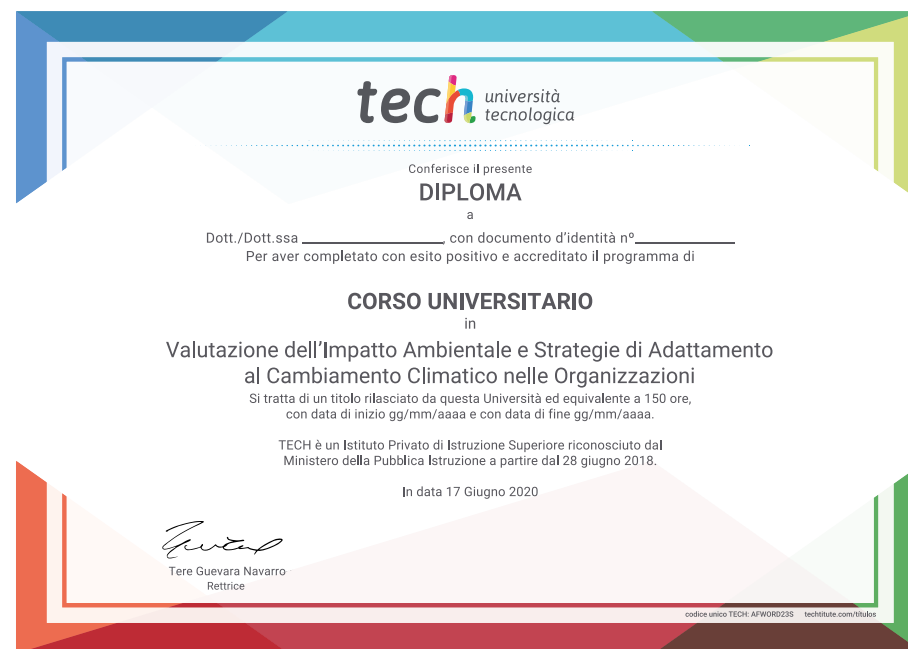 tech università
tecnologica
Conferisce il presente
DIPLOMA
a
Dott./Dott.ssa ____________________, con documento d'identità nº______________
Per aver completato con esito positivo e accreditato il programma di
CORSO UNIVERSITARIO
in
Valutazione dell'Impatto Ambientale e Strategie di Adattamento
al Cambiamento Climatico nelle Organizzazioni
Si tratta di un titolo rilasciato da questa Università ed equivalente a 150 ore,
con data di inizio gg/mm/aaaa e con data di fine gg/mm/aaaa.
TECH è un Istituto Privato di Istruzione Superiore riconosciuto dal
Ministero della Pubblica Istruzione a partire dal 28 giugno 2018.
In data 17 Giugno 2020
Tere Guevara Navarro
Rettrice
codice unico TECH: AFWORD23S techtitute.com/titulos